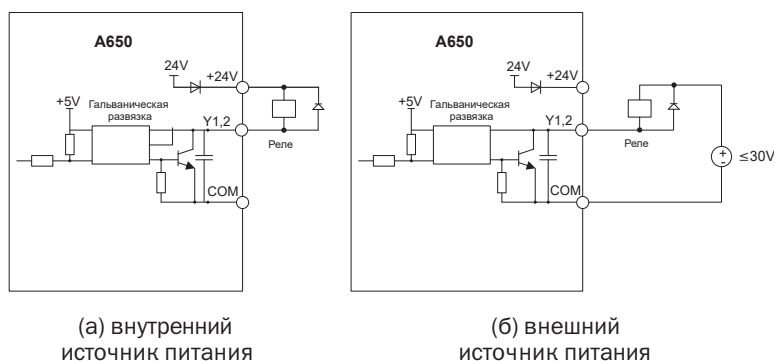 A650
24V
+24V
+5V
Гальваническая
развязка
Y1,2
Реле
COM
(а) внутренний
источник питания
A650
24V
+24V
+5V
Гальваническая
развязка
Y1,2
Реле
+
-
≤30V
COM
(б) внешний
источник питания